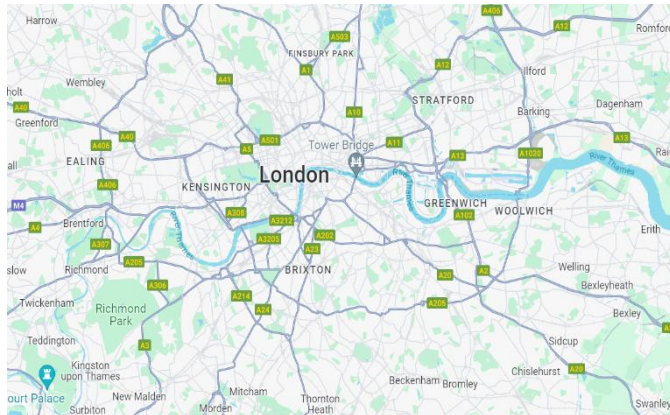 A406
Harrow
A12
Romford
A503
FINSBURY PARK
A12
Ilford
A1
Wembley
A41
STRATFORD
Dagenham
A40
A10
Barking
Greenford
A40
A501
A11
A13
A406
A5
Tower Bridge
A13
A1020
EALING
London
River Thames
River Thames
A406
KENSINGTON
GREENWICH
WOOLWICH
M4
A308
A3212
A102
A4
Brentford
River Thames
Erith
A307
A3205
A202
A23
Richmond
A205
BRIXTON
A20
A2
Welling
A306
A214
Bexleyheath
Twickenham
Richmond
Park
A24
A205
Bexley
Teddington
A3
Sidcup
Kingston
upon Thames
Chislehurst
A20
Court Palace
New Malden
Mitcham
Beckenham
Bromley
Surbiton
Morden
Thornton
Heath
Swanley